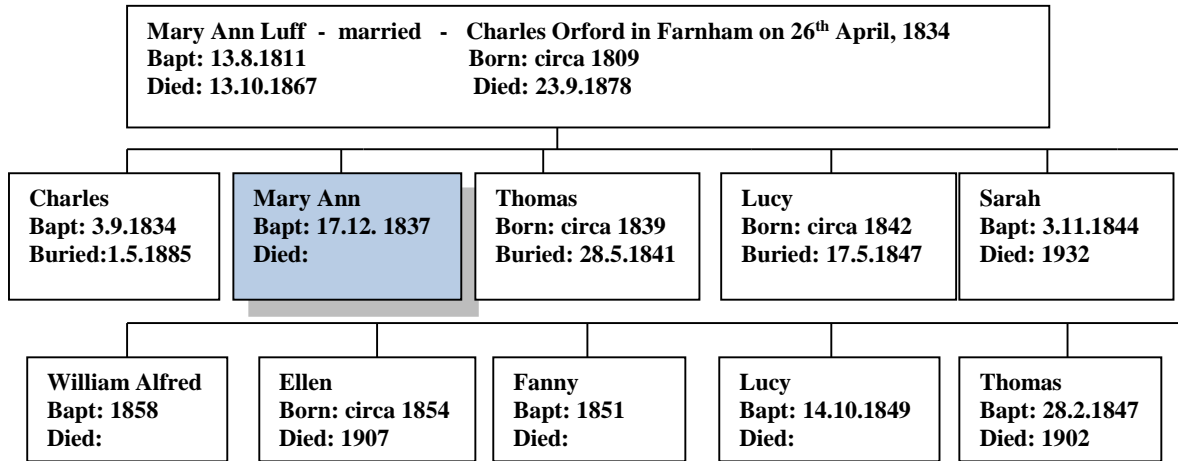 Mary Ann Luff - married - Charles Orford in Farnham on 26th April, 1834
Bapt: 13.8.1811 Born: circa 1809
Died: 13.10.1867 Died: 23.9.1878
Charles
Bapt: 3.9.1834
Buried:1.5.1885
Mary Ann
Bapt: 17.12. 1837
Died:
Thomas
Born: circa 1839
Buried: 28.5.1841
Lucy
Born: circa 1842
Buried: 17.5.1847
Sarah
Bapt: 3.11.1844
Died: 1932
William Alfred
Bapt: 1858
Died:
Ellen
Born: circa 1854
Died: 1907
Fanny
Bapt: 1851
Died:
Lucy
Bapt: 14.10.1849
Died:
Thomas
Bapt: 28.2.1847
Died: 1902